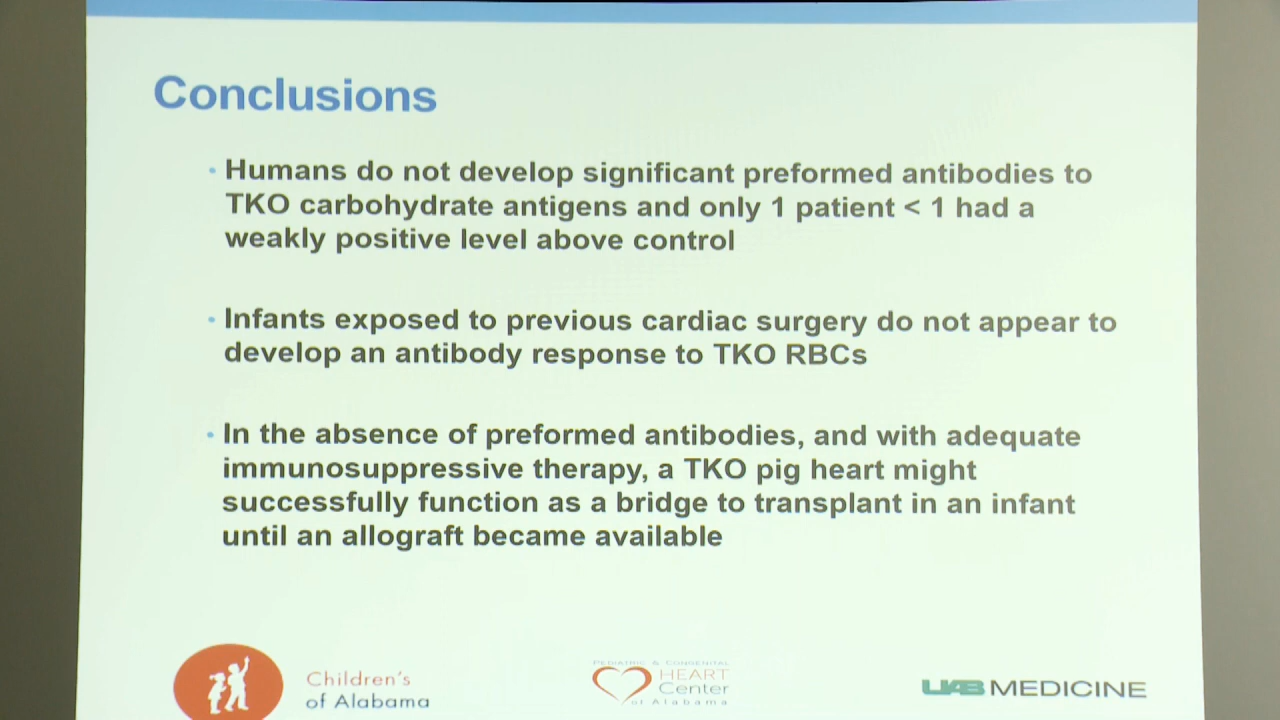 Conclusions
• Humans do not develop significant preformed antibodies to
TKO carbohydrate antigens and only 1 patient < 1 had a
weakly positive level above control
• Infants exposed to previous cardiac surgery do not appear to
develop an antibody response to TKO RBCs
• In the absence of preformed antibodies, and with adequate
immunosuppressive therapy, a TKO pig heart might
successfully function as a bridge to transplant in an infant
until an allograft became available
Children's
of Alabama
PEDIATRIC & CONGENITAL
HEART
Center
of Alabama
UAB MEDICINE